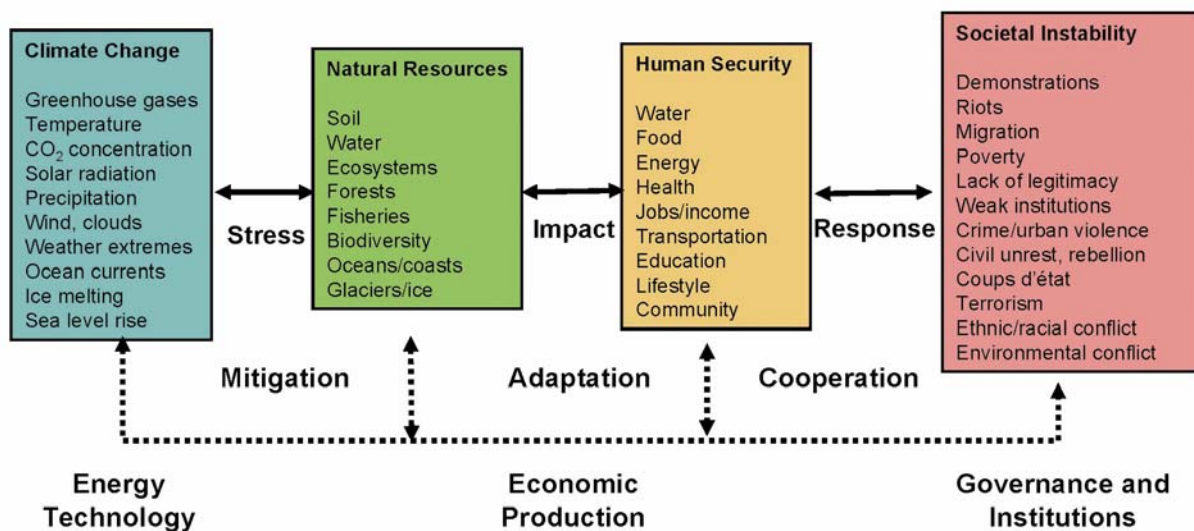 Climate Change
Greenhouse gases
Temperature
CO₂ concentration
Solar radiation
Precipitation
Wind, clouds
Weather extremes
Ocean currents
Ice melting
Sea level rise
Stress
Natural Resources
Soil
Water
Ecosystems
Forests
Fisheries
Biodiversity
Oceans/coasts
Glaciers/ice
Impact
Human Security
Water
Food
Energy
Health
Jobs/income
Transportation
Education
Lifestyle
Community
Response
Societal Instability
Demonstrations
Riots
Migration
Poverty
Lack of legitimacy
Weak institutions
Crime/urban violence
Civil unrest, rebellion
Coups d’état
Terrorism
Ethnic/racial conflict
Environmental conflict
Mitigation
Adaptation
Cooperation
Energy
Technology
Economic
Production
Governance and
Institutions